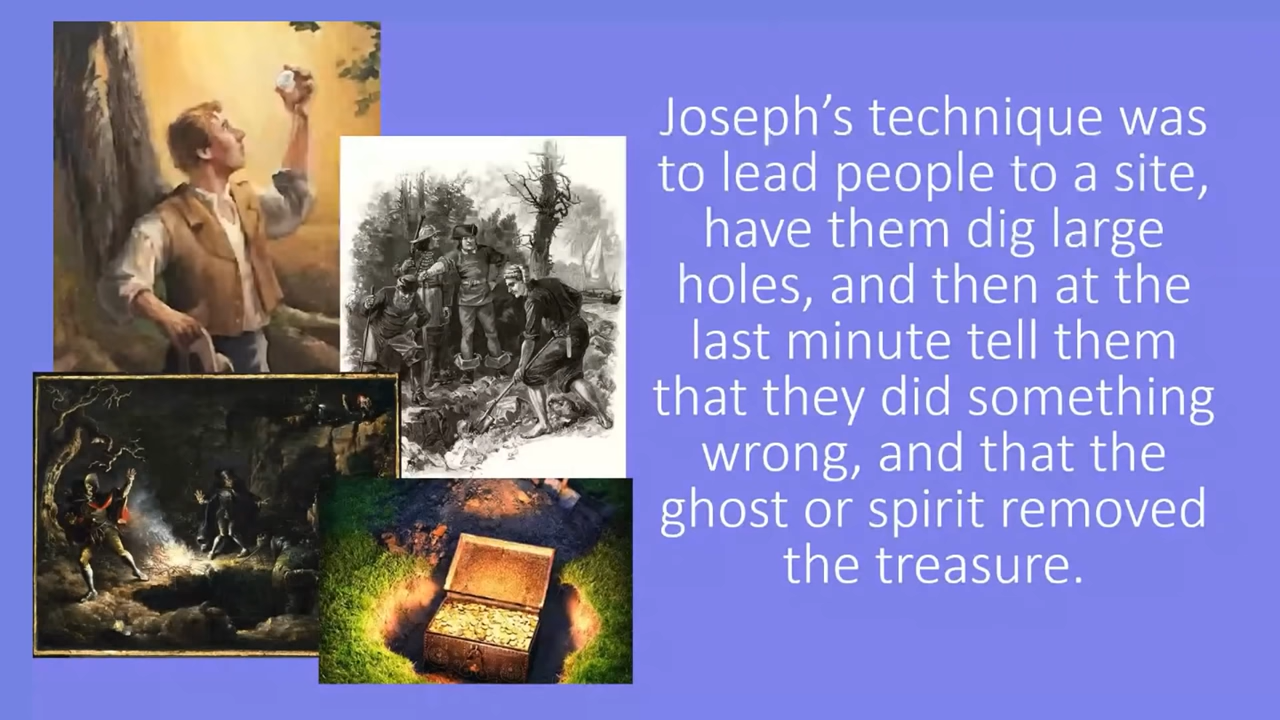 Joseph’s technique was
to lead people to a site,
have them dig large
holes, and then at the
last minute tell them
that they did something
wrong, and that the
ghost or spirit removed
the treasure.